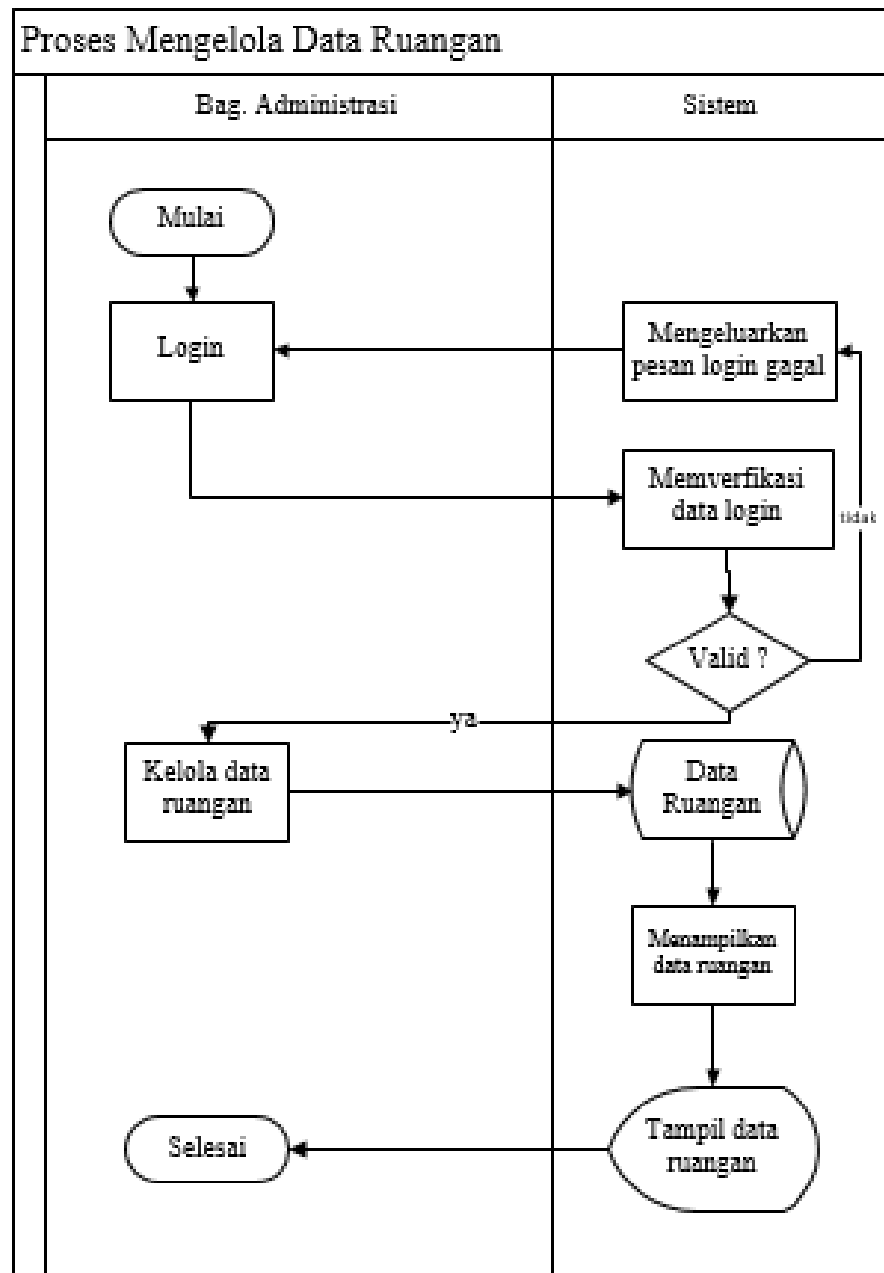 Proses Mengelola Data Ruangan
Bag. Administrasi
Sistem
Mulai
Login
Mengeluarkan
pesan login gagal
Memverfikasi
data login
tidak
Valid ?
ya
Kelola data
ruangan
Data
Ruangan
Menampilkan
data ruangan
Tampil data
ruangan
Selesai